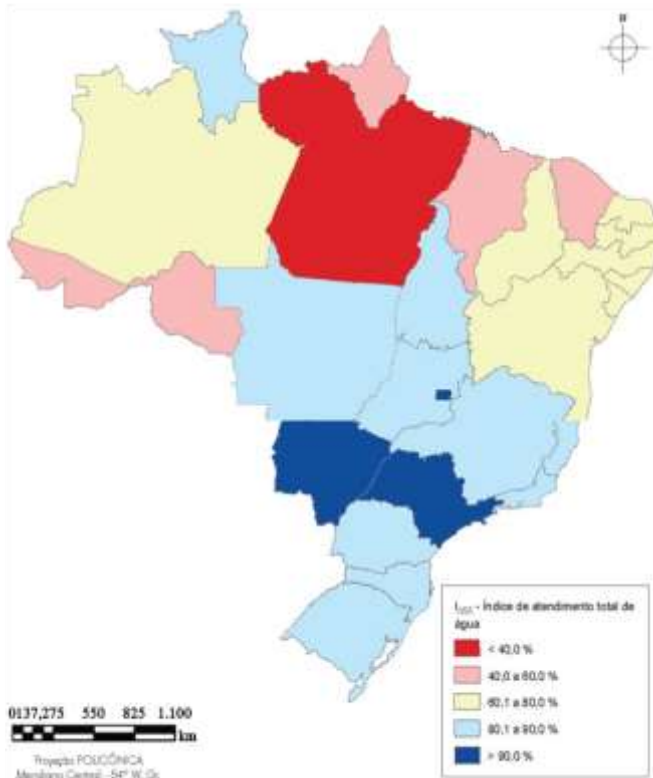 N
I_N055 - Índice de atendimento total de
água
< 40,0 %
40,0 a 60,0 %
60,1 a 80,0 %
80,1 a 90,0 %
> 90,0 %
0137,275 550 825 1.100
km
Projeção POLICÔNICA
Meridiano Central -54º W. Gr.